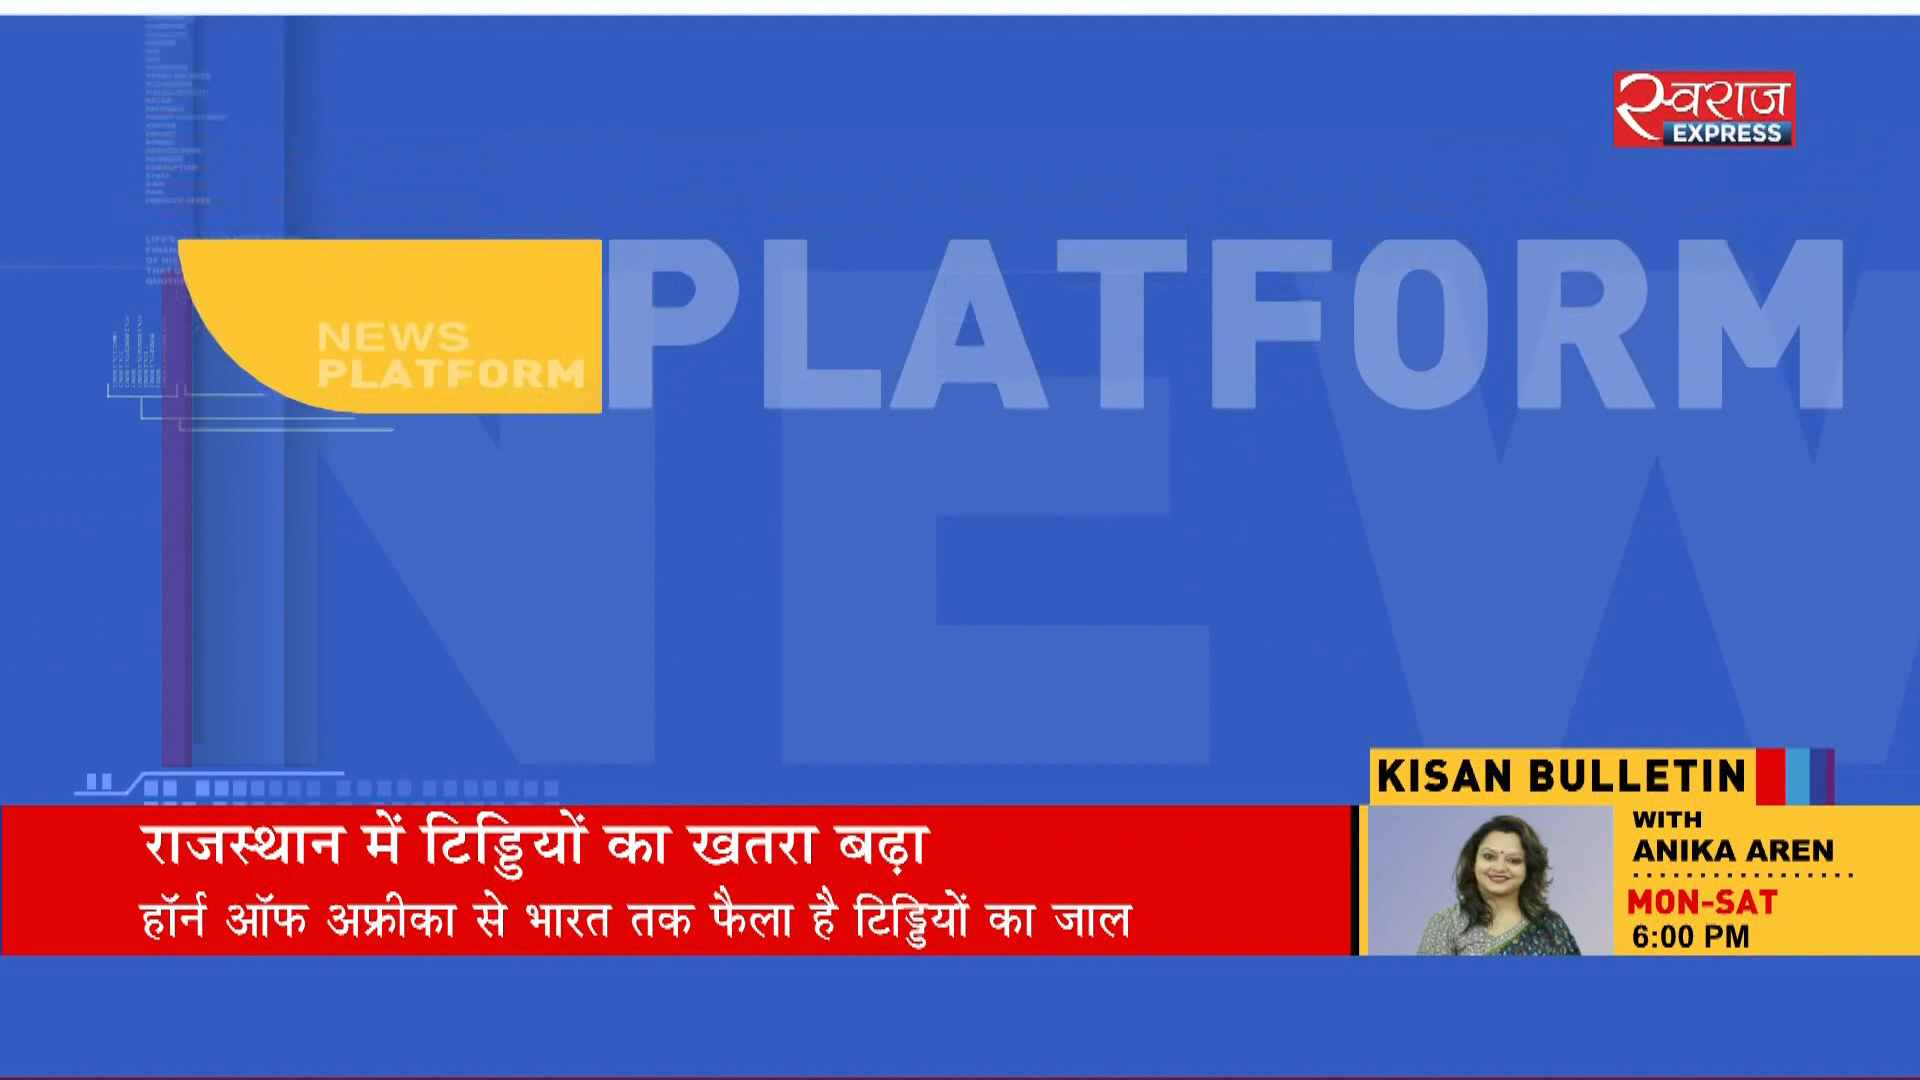 स्वराज
EXPRESS
PLATFORM
NEWS
PLATFORM
NEW
KISAN BULLETIN
WITH
ANIKA AREN
MON-SAT
6:00 PM
राजस्थान में टिड्डियों का खतरा बढ़ा
हॉर्न ऑफ अफ्रीका से भारत तक फैला है टिड्डियों का जाल